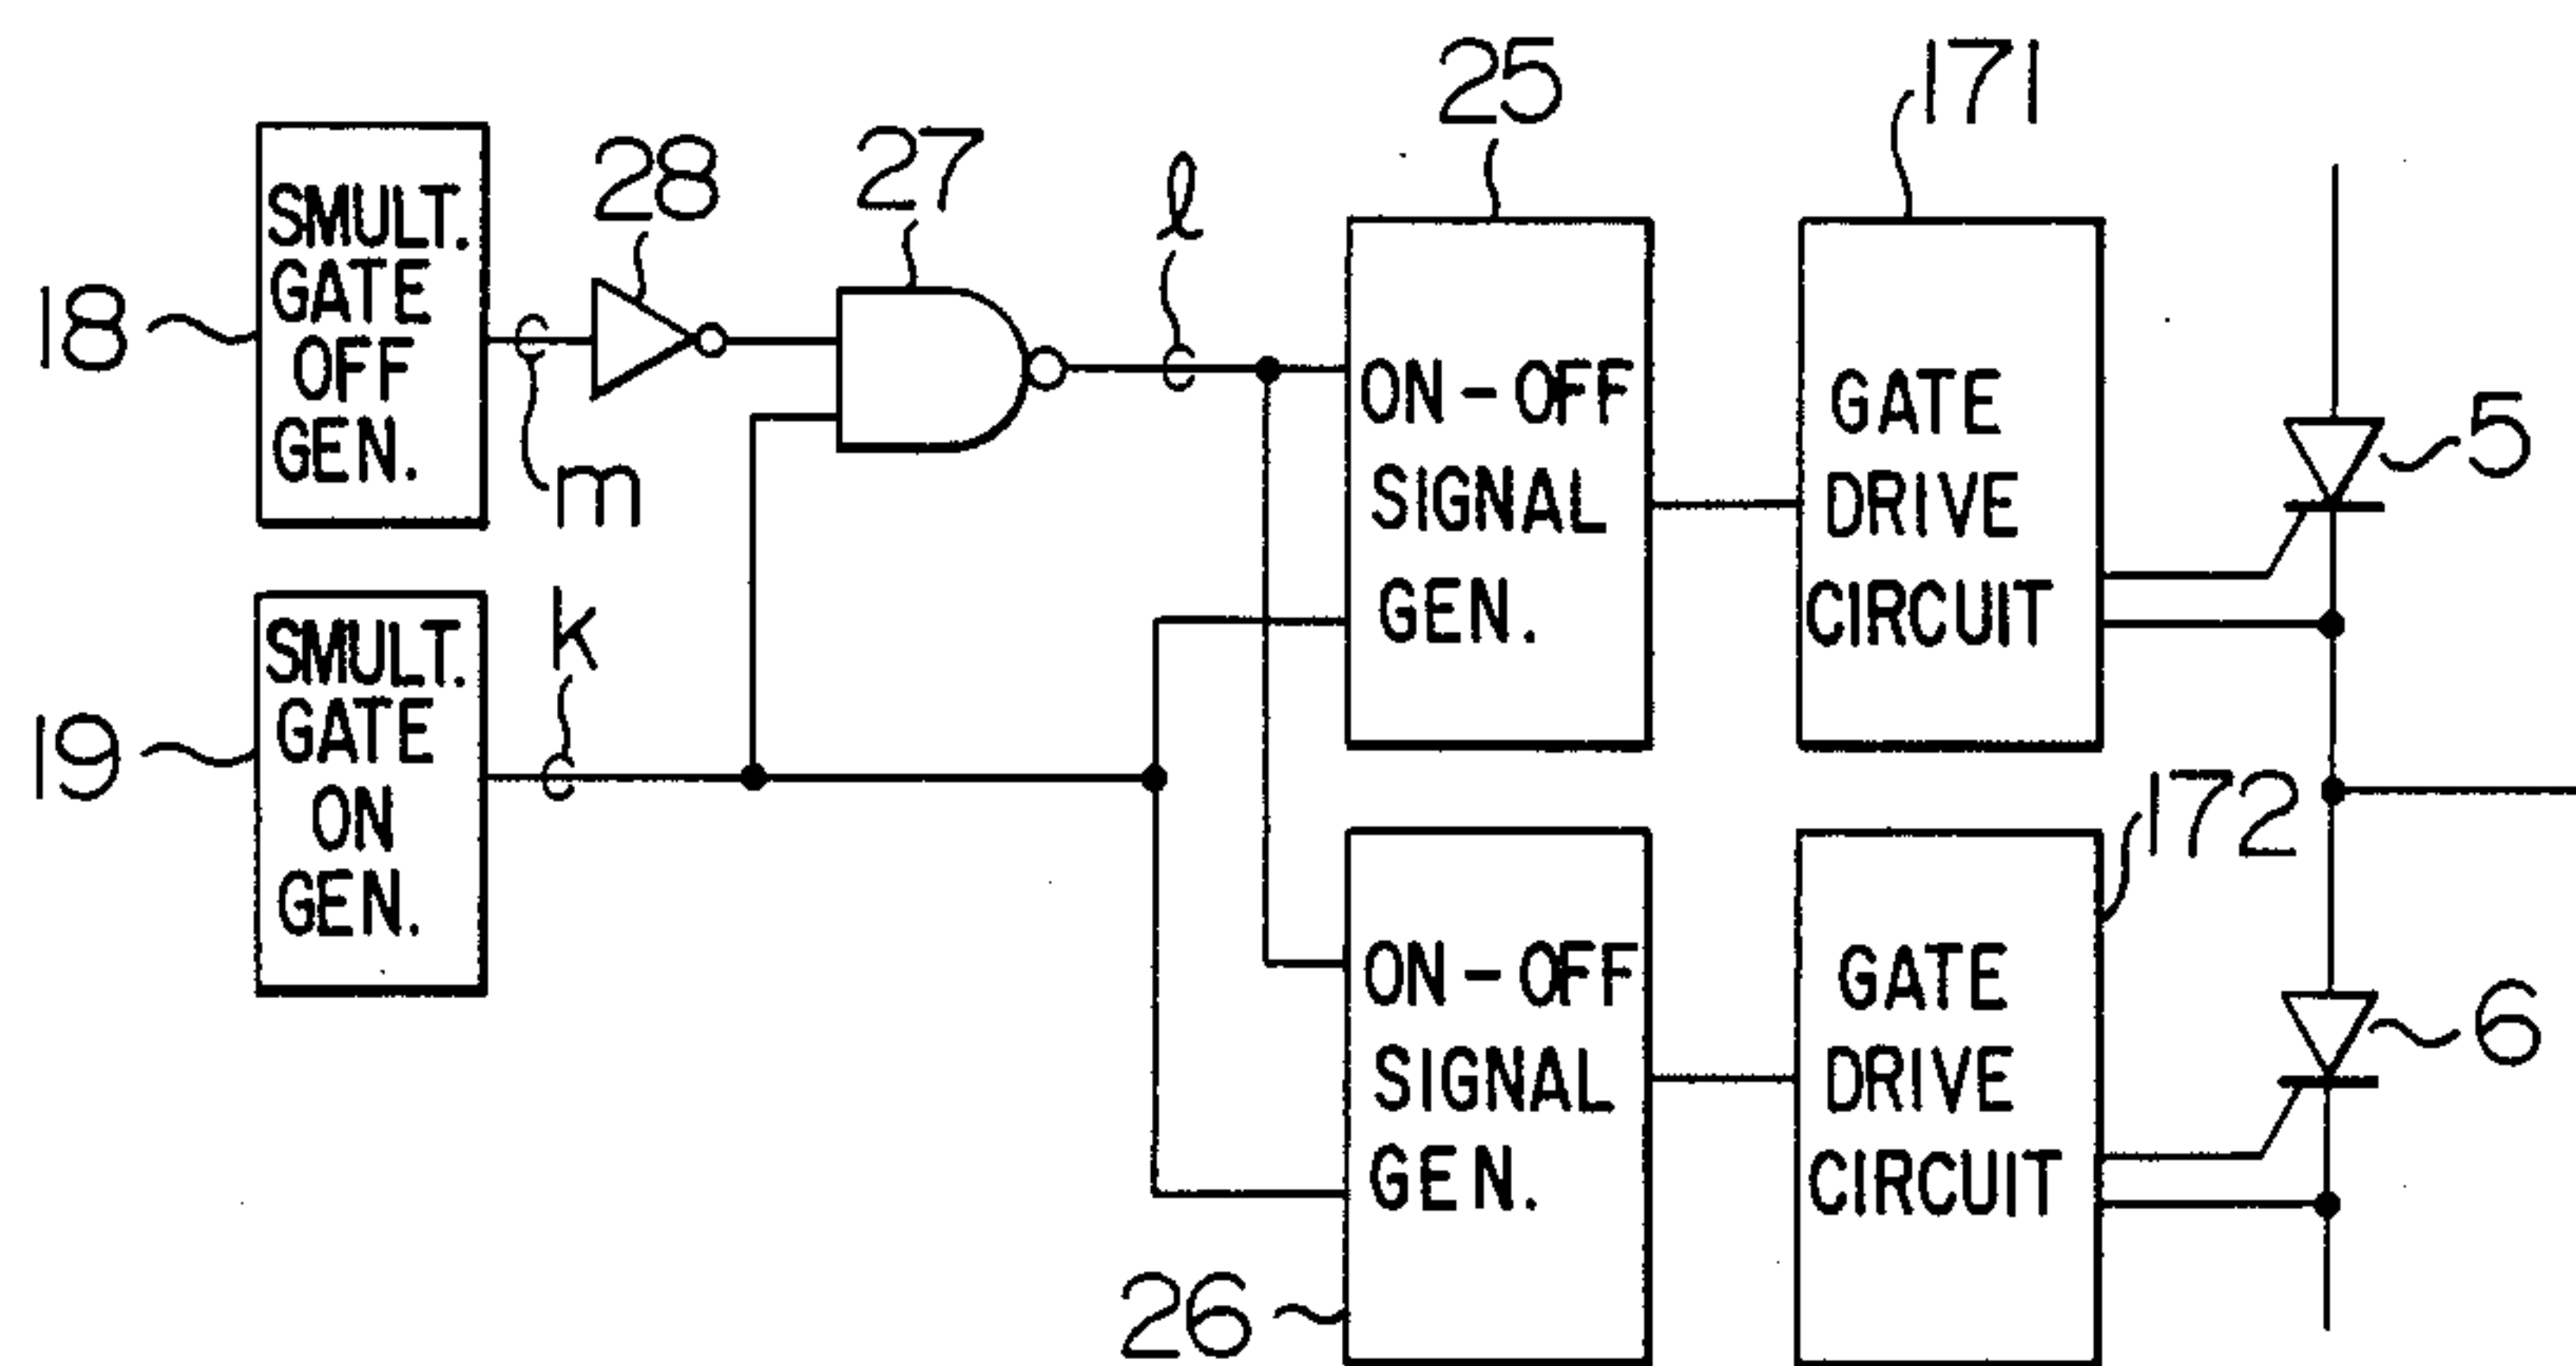 18
SMULT.
GATE
OFF
GEN.
m
28
27
l
25
ON-OFF
SIGNAL
GEN.
171
GATE
DRIVE
CIRCUIT
5
19
SMULT.
GATE
ON
GEN.
k
26
ON-OFF
SIGNAL
GEN.
172
GATE
DRIVE
CIRCUIT
6